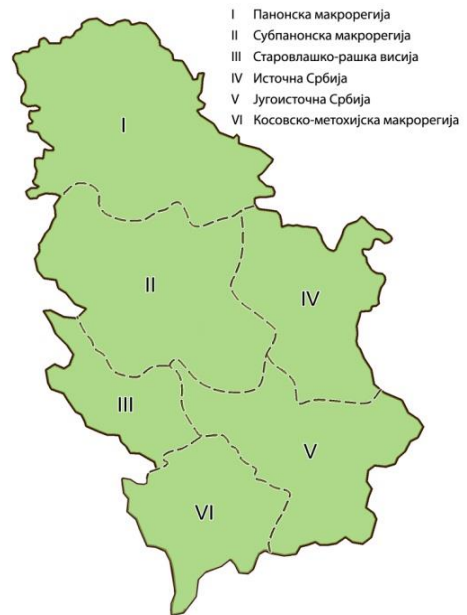 I Панонска макрорегија
II Субпанонска макрорегија
III Старовлашко-рашка висија
IV Источна Србија
V Југоисточна Србија
VI Косовско-метохијска макрорегија
I
II
IV
III
V
VI